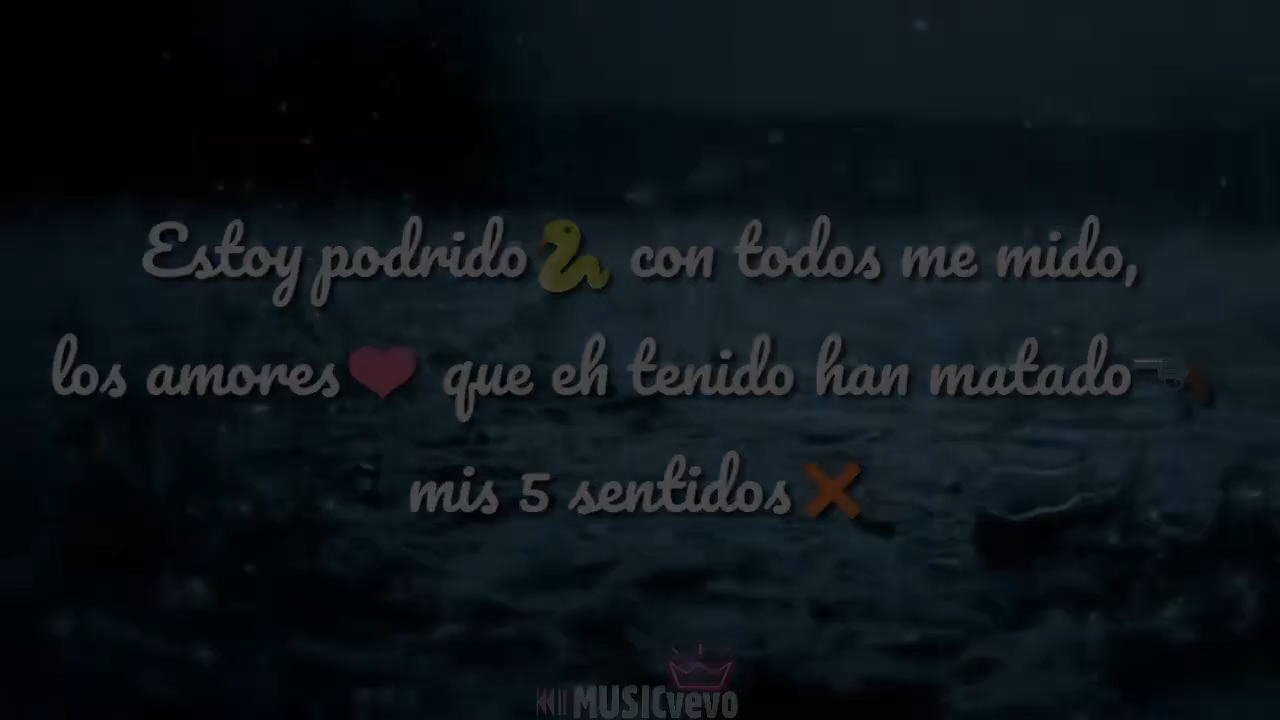 Estoy podrido🐍 con todos me mido,
los amores❤️ que eh tenido han matado🔫
mis 5 sentidos❌
MUSICvevo